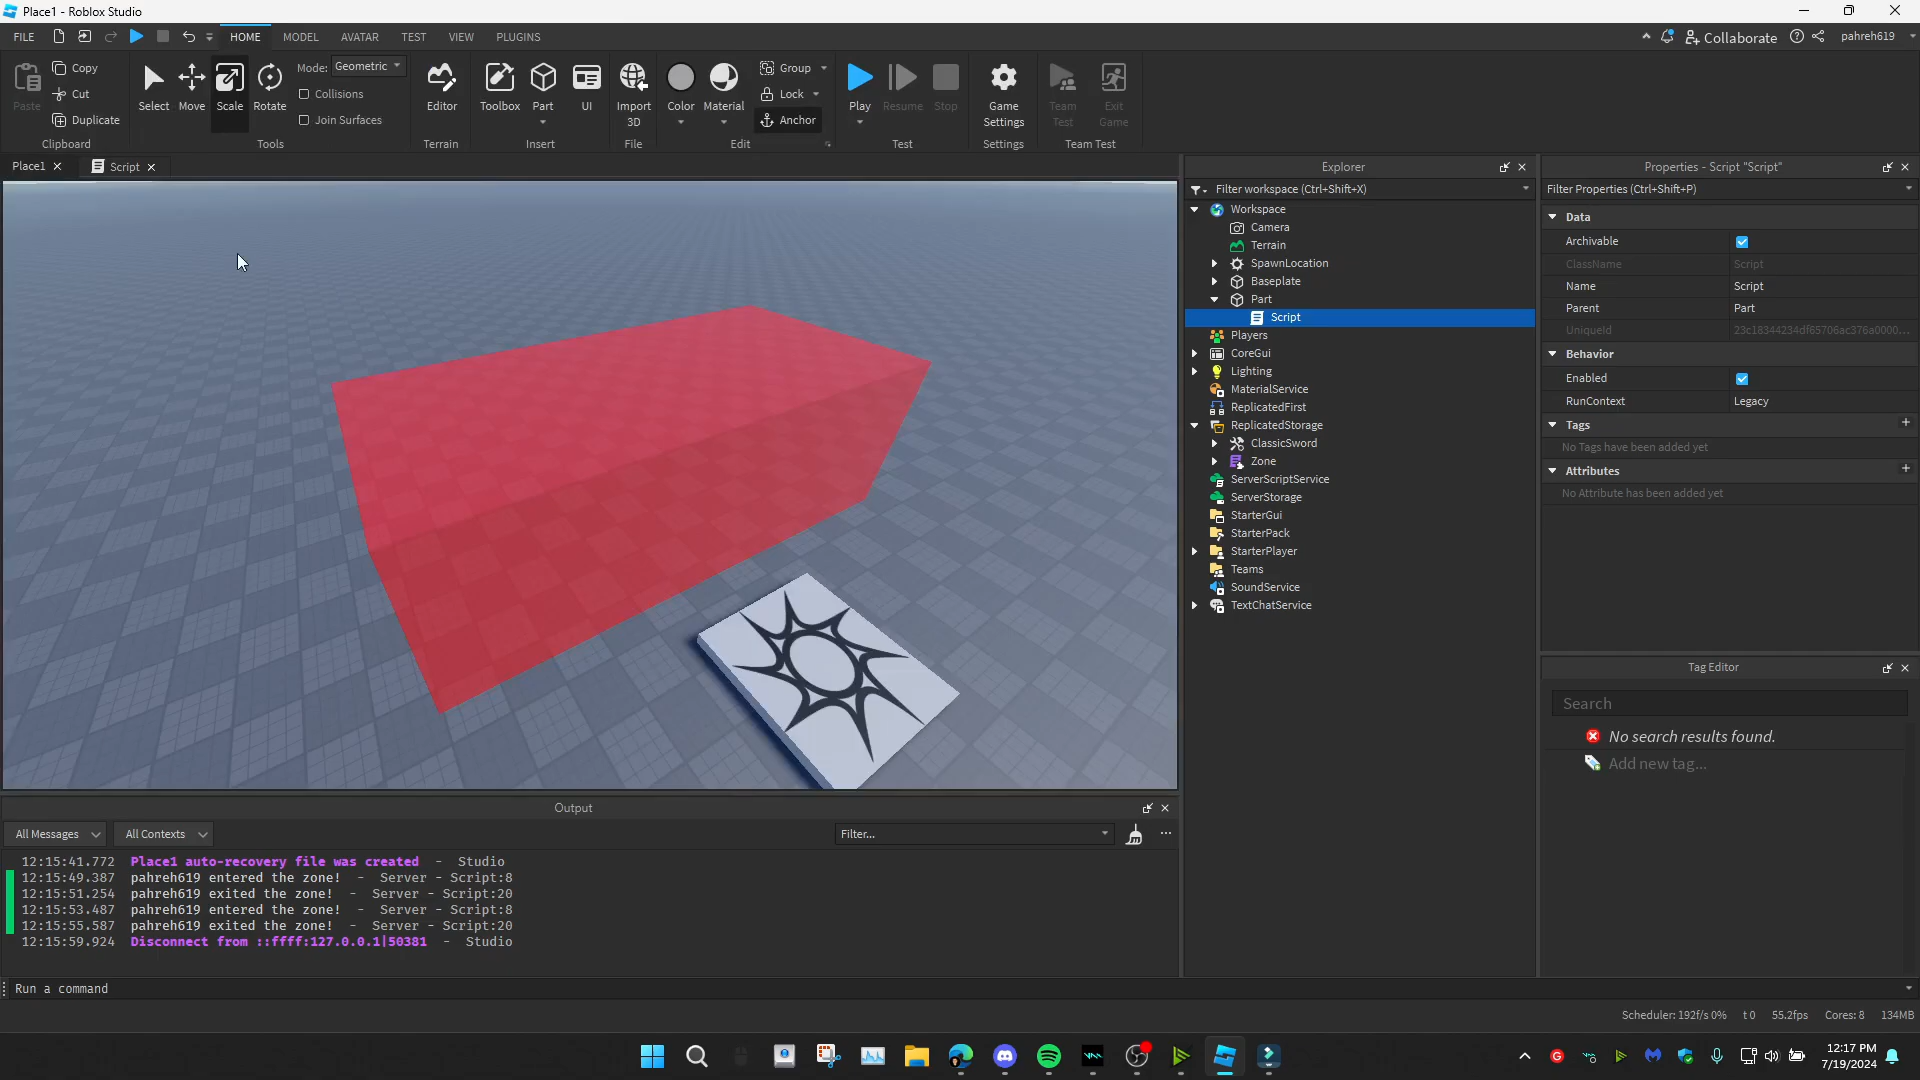 Place1 - Roblox Studio
FILE HOME MODEL AVATAR TEST VIEW PLUGINS
Collaborate pahreh619
Paste Copy Cut Duplicate
Select Move Scale Rotate
Mode: Geometric
Collisions
Join Surfaces
Editor
Toolbox Part UI
Import 3D
Color Material
Group
Lock
Anchor
Play Resume Stop
Game Settings
Team Test
Exit Game
Clipboard Tools Terrain Insert File Edit Test Settings Team Test
Place1 Script
Explorer
Filter workspace (Ctrl+Shift+X)
Workspace
Camera
Terrain
SpawnLocation
Baseplate
Part
Script
Players
CoreGui
Lighting
MaterialService
ReplicatedFirst
ReplicatedStorage
ClassicSword
Zone
ServerScriptService
ServerStorage
StarterGui
StarterPack
StarterPlayer
Teams
SoundService
TextChatService
Properties - Script "Script"
Filter Properties (Ctrl+Shift+P)
Data
Archivable
ClassName Script
Name Script
Parent Part
UniqueId 23c18344234df65706ac376a0000...
Behavior
Enabled
RunContext Legacy
Tags
No Tags have been added yet
Attributes
No Attribute has been added yet
Tag Editor
Search
No search results found.
Add new tag...
Output
All Messages All Contexts Filter...
12:15:41.772 Place1 auto-recovery file was created - Studio
12:15:49.387 pahreh619 entered the zone! - Server - Script:8
12:15:51.254 pahreh619 exited the zone! - Server - Script:20
12:15:53.487 pahreh619 entered the zone! - Server - Script:8
12:15:55.587 pahreh619 exited the zone! - Server - Script:20
12:15:59.924 Disconnect from ::ffff:127.0.0.1|50381 - Studio
Run a command
Scheduler: 192f/s 0% t 0 55.2fps Cores: 8 134MB
12:17 PM
7/19/2024